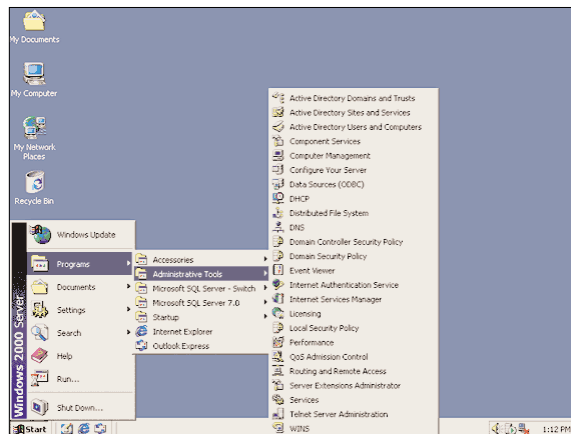 My Documents
My Computer
My Network
Places
Recycle Bin
Windows 2000 Server
Windows Update
Programs
Documents
Settings
Search
Help
Run...
Shut Down...
Accessories
Administrative Tools
Microsoft SQL Server - Switch
Microsoft SQL Server 7.0
Startup
Internet Explorer
Outlook Express
Active Directory Domains and Trusts
Active Directory Sites and Services
Active Directory Users and Computers
Component Services
Computer Management
Configure Your Server
Data Sources (ODBC)
DHCP
Distributed File System
DNS
Domain Controller Security Policy
Domain Security Policy
Event Viewer
Internet Authentication Service
Internet Services Manager
Licensing
Local Security Policy
Performance
QoS Admission Control
Routing and Remote Access
Server Extensions Administrator
Services
Telnet Server Administration
WINS
Start
1:12 PM